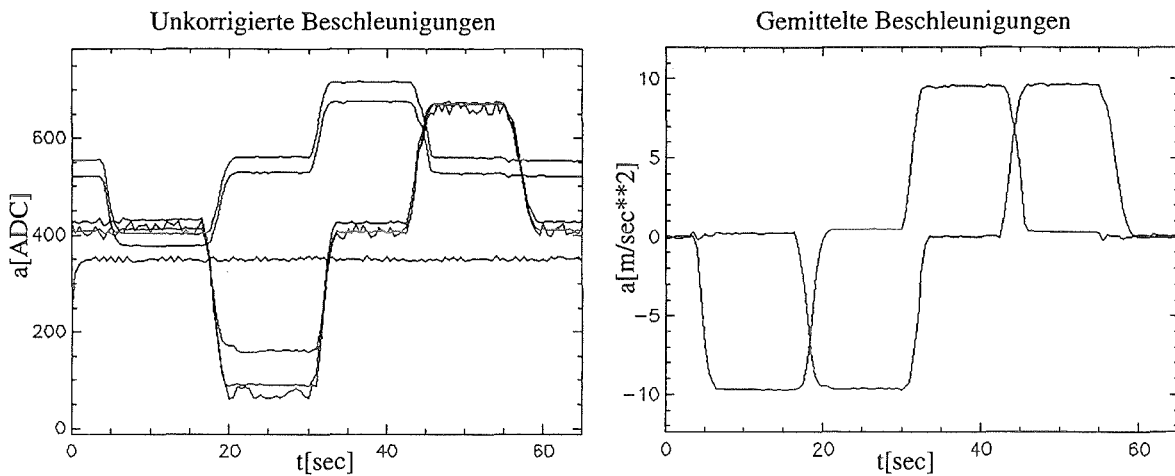 Unkorrigierte Beschleunigungen
a[ADC]
600
400
200
0
0 20 40 60
t[sec]
Gemittelte Beschleunigungen
a[m/sec**2]
10
5
0
-5
-10
0 20 40 60
t[sec]